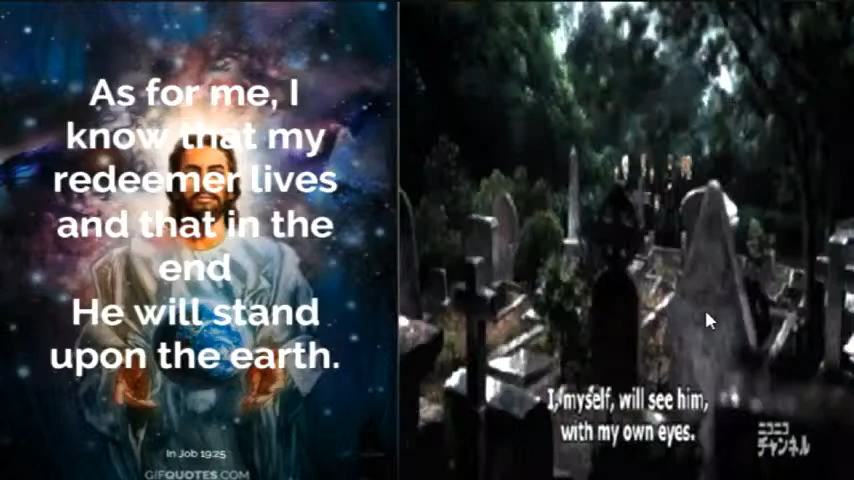 As for me, I
know that my
redeemer lives
and that in the
end
He will stand
upon the earth.
In Job 19:25
GIFQUOTES.COM
- I, myself, will see him,
with my own eyes.
ニコニコ
チャンネル